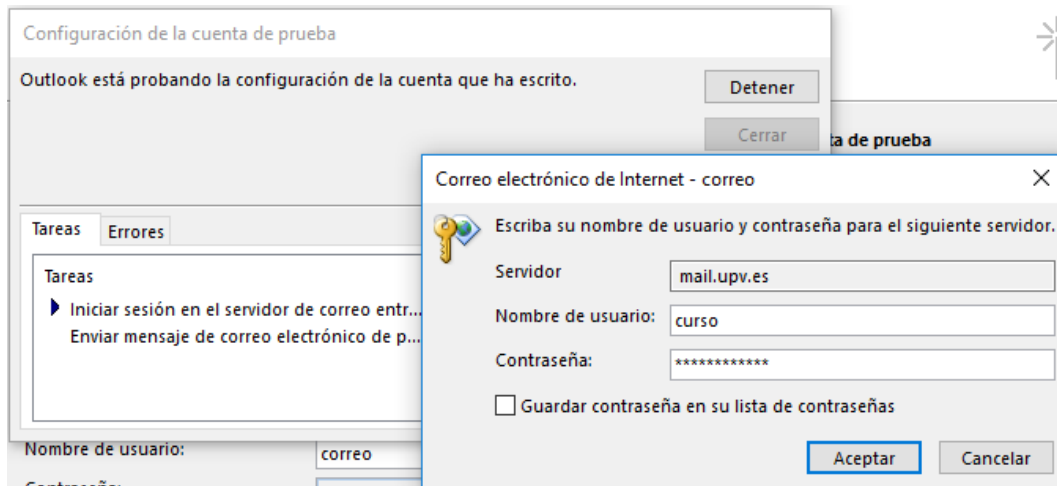 Configuración de la cuenta de prueba
Outlook está probando la configuración de la cuenta que ha escrito.
Detener
Cerrar
ta de prueba
Tareas
Errores
Tareas
Iniciar sesión en el servidor de correo entr...
Enviar mensaje de correo electrónico de p...
Correo electrónico de Internet - correo
Escriba su nombre de usuario y contraseña para el siguiente servidor.
Servidor
mail.upv.es
Nombre de usuario:
curso
Contraseña:
************
Guardar contraseña en su lista de contraseñas
Aceptar
Cancelar
Nombre de usuario:
correo
Contraseña: